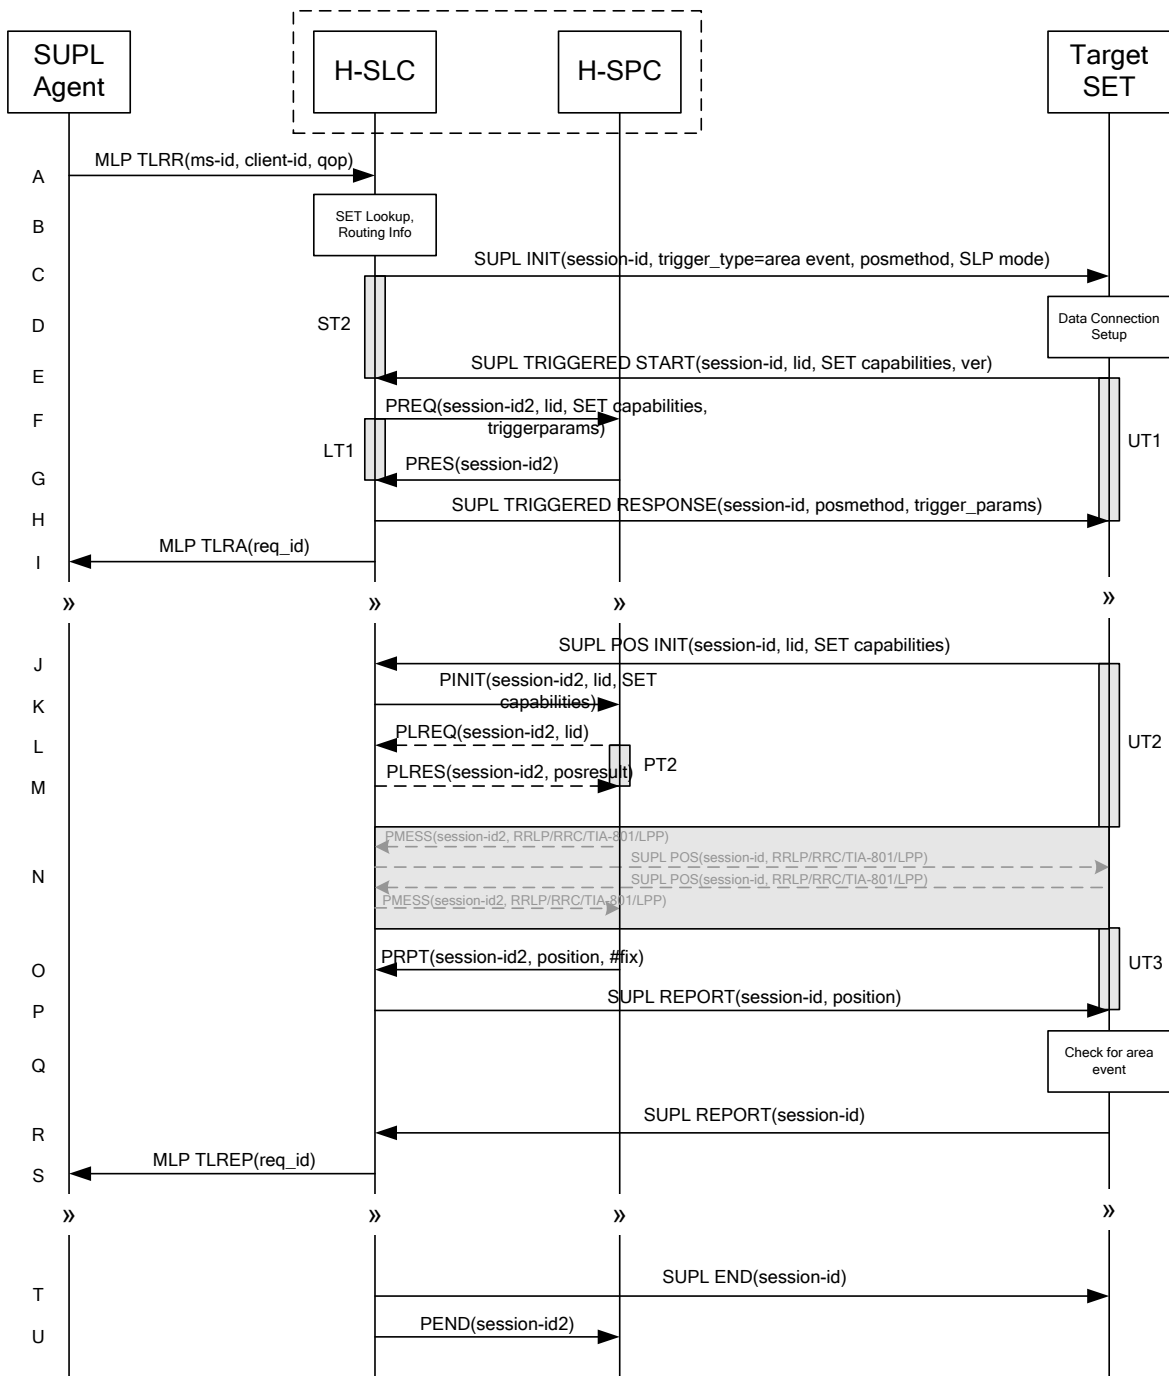 SUPL
Agent
H-SLC
H-SPC
Target
SET
A
MLP TLRR(ms-id, client-id, qop)
B
SET Lookup,
Routing Info
C
SUPL INIT(session-id, trigger_type=area event, posmethod, SLP mode)
D
ST2
Data Connection
Setup
E
SUPL TRIGGERED START(session-id, lid, SET capabilities, ver)
F
PREQ(session-id2, lid, SET capabilities,
triggerparams)
LT1
UT1
G
PRES(session-id2)
H
SUPL TRIGGERED RESPONSE(session-id, posmethod, trigger_params)
I
MLP TLRA(req_id)
»
»
»
»
J
SUPL POS INIT(session-id, lid, SET capabilities)
K
PINIT(session-id2, lid, SET
capabilities)
L
PLREQ(session-id2, lid)
PT2
UT2
M
PLRES(session-id2, posresult)
PMESS(session-id2, RRLP/RRC/TIA-801/LPP)
SUPL POS(session-id, RRLP/RRC/TIA-801/LPP)
N
SUPL POS(session-id, RRLP/RRC/TIA-801/LPP)
PMESS(session-id2, RRLP/RRC/TIA-801/LPP)
O
PRPT(session-id2, position, #fix)
UT3
P
SUPL REPORT(session-id, position)
Q
Check for area
event
R
SUPL REPORT(session-id)
S
MLP TLREP(req_id)
»
»
»
»
T
SUPL END(session-id)
U
PEND(session-id2)